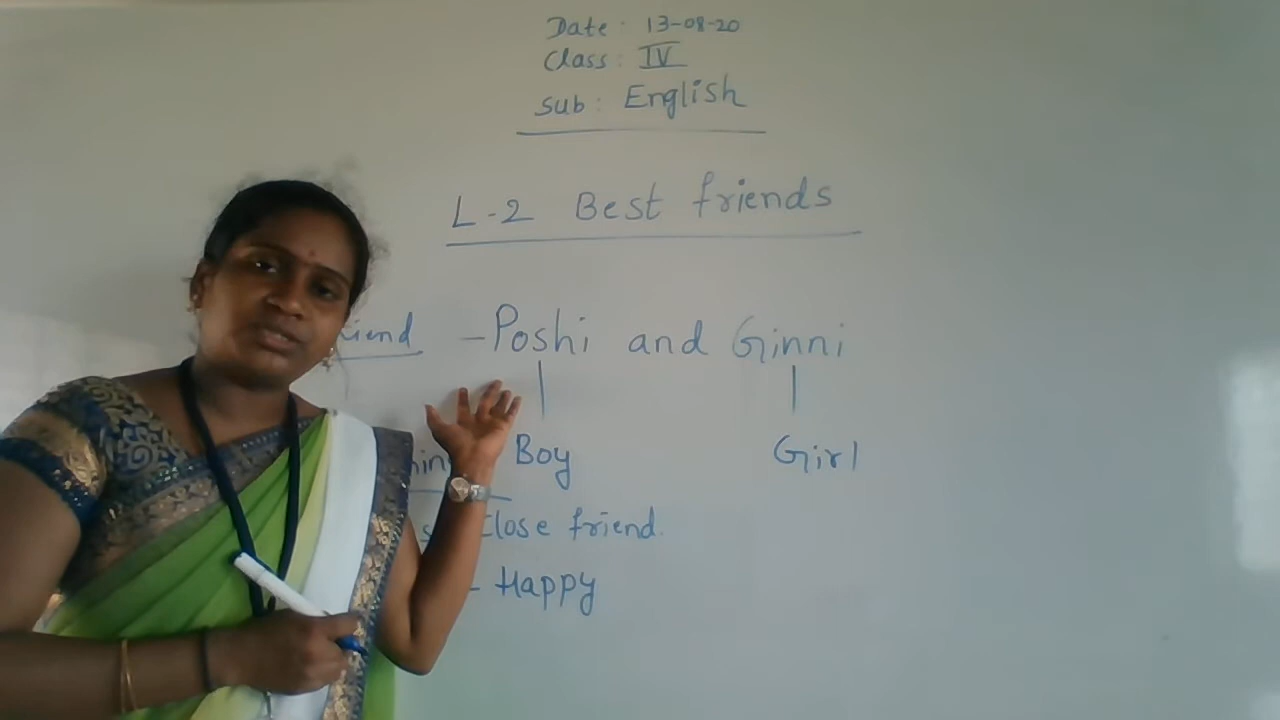 Date: 13-08-20
Class: IV
Sub: English
L-2 Best friends
- Poshi and Ginni
Boy Girl
Close friend.
- Happy